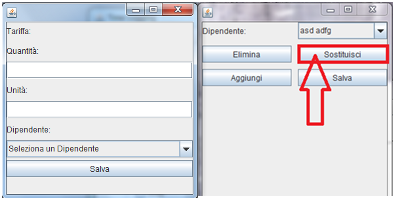 Tariffa:
Quantità:
Unità:
Dipendente:
Seleziona un Dipendente
Salva
Dipendente:
asd adfg
Elimina
Sostituisci
Aggiungi
Salva